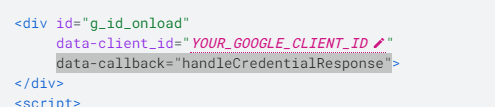 <div id="g_id_onload"
data-client_id="YOUR_GOOGLE_CLIENT_ID"
data-callback="handleCredentialResponse">
</div>
<script>